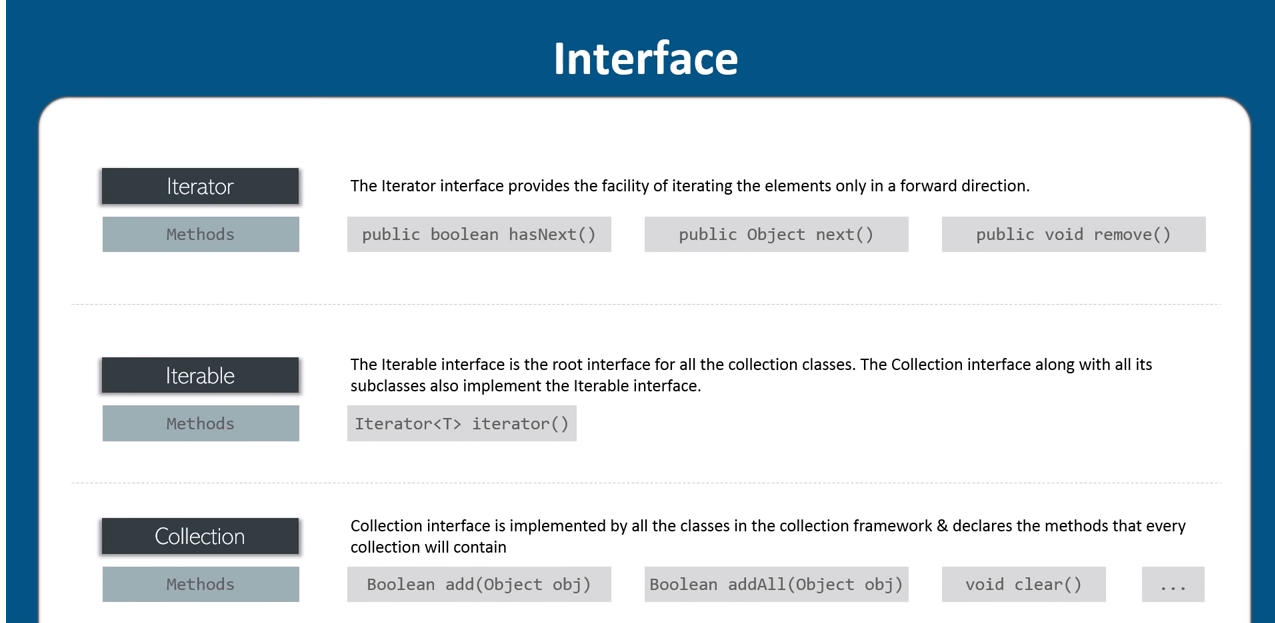 Interface
Iterator
The Iterator interface provides the facility of iterating the elements only in a forward direction.
Methods
public boolean hasNext()
public Object next()
public void remove()
Iterable
The Iterable interface is the root interface for all the collection classes. The Collection interface along with all its
subclasses also implement the Iterable interface.
Methods
Iterator<T> iterator()
Collection
Collection interface is implemented by all the classes in the collection framework & declares the methods that every
collection will contain
Methods
Boolean add(Object obj)
Boolean addAll(Object obj)
void clear()
...